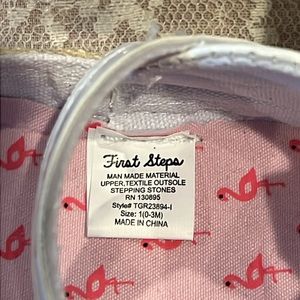 First Steps
MAN MADE MATERIAL
UPPER,TEXTILE OUTSOLE
STEPPING STONES
RN 130895
Style# TGR23894-I
Size: 1(0-3M)
MADE IN CHINA